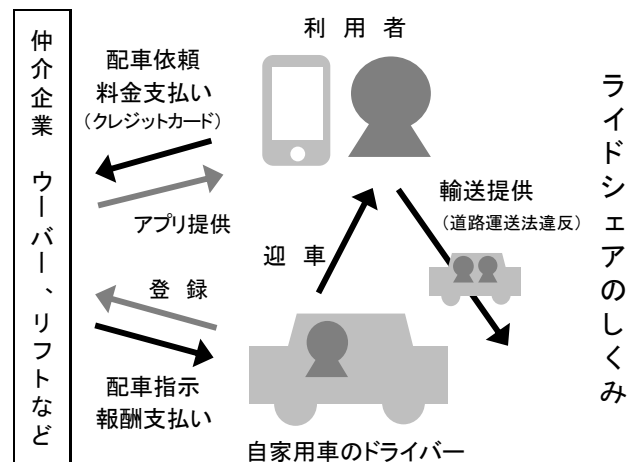 ライドシェアのしくみ
仲介企業 ウーバー、リフトなど
利用者
配車依頼
料金支払い
（クレジットカード）
アプリ提供
輸送提供
（道路運送法違反）
迎車
登録
配車指示
報酬支払い
自家用車のドライバー